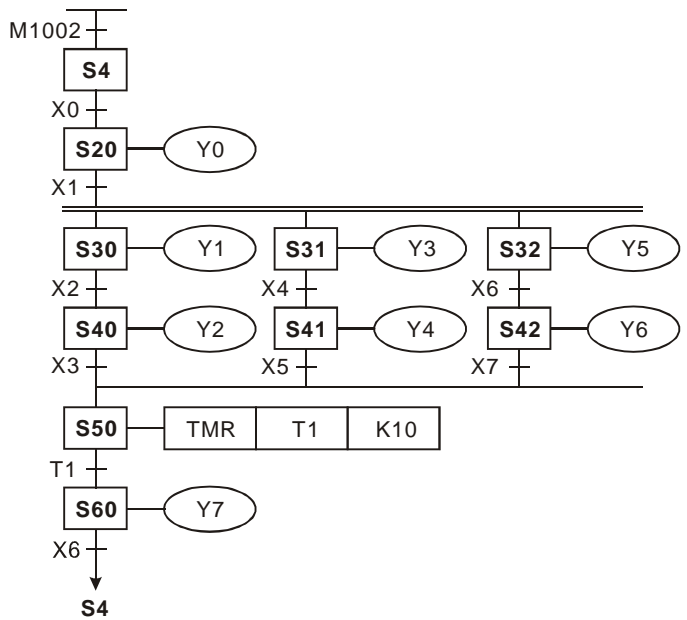 M1002
S4
X0
S20 Y0
X1
S30 Y1 S31 Y3 S32 Y5
X2 X4 X6
S40 Y2 S41 Y4 S42 Y6
X3 X5 X7
S50 TMR T1 K10
T1
S60 Y7
X6
S4